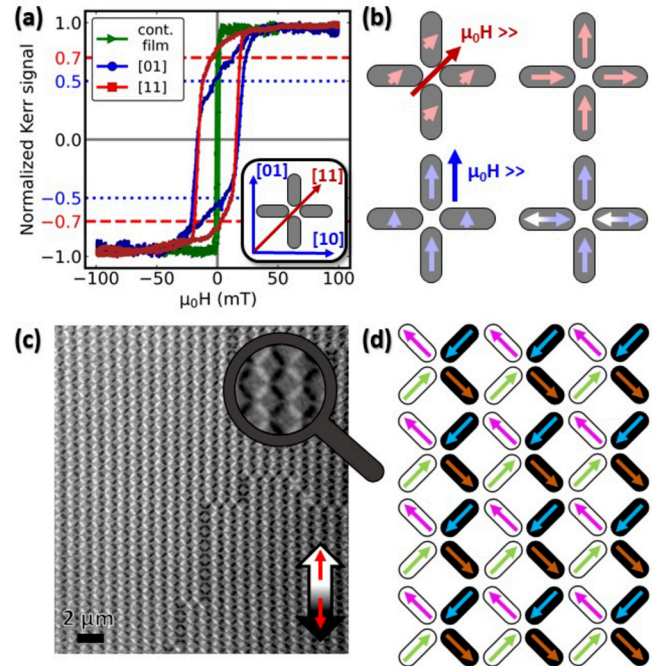 (a)
Normalized Kerr signal
1.0
0.7
0.5
0.0
−0.5
−0.7
−1.0
cont.
film
[01]
[11]
[01]
[11]
[10]
−100
−50
0
50
100
μ₀H (mT)
(b)
μ₀H >>
μ₀H >>
(c)
2 μm
(d)